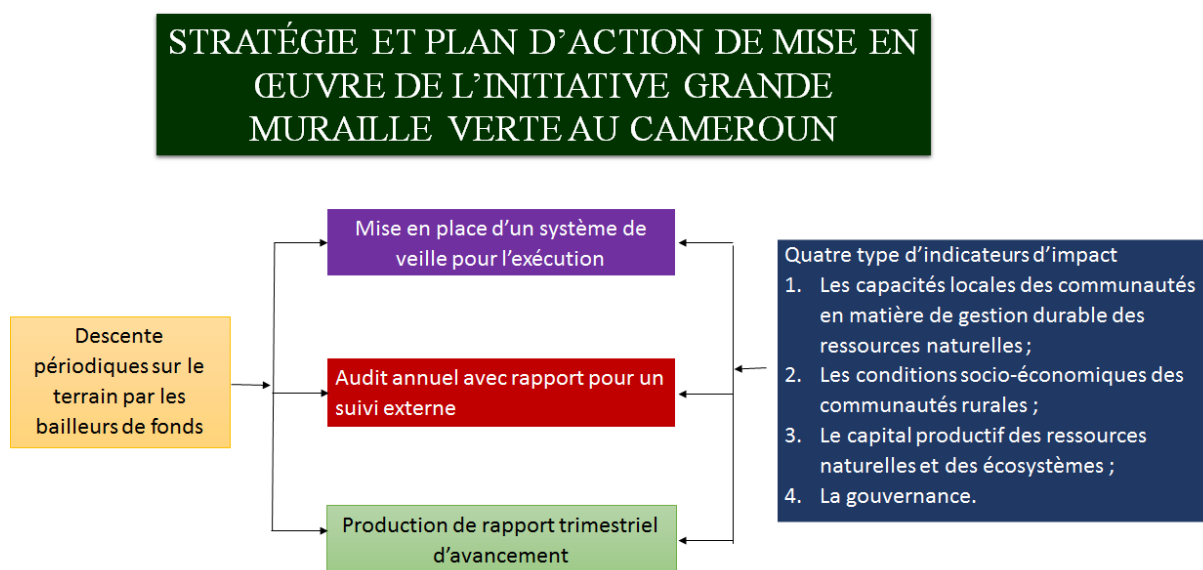 STRATÉGIE ET PLAN D’ACTION DE MISE EN
ŒUVRE DE L’INITIATIVE GRANDE
MURAILLE VERTE AU CAMEROUN
Descente
périodiques sur le
terrain par les
bailleurs de fonds
Mise en place d’un système de
veille pour l’exécution
Audit annuel avec rapport pour un
suivi externe
Production de rapport trimestriel
d’avancement
Quatre type d’indicateurs d’impact
1. Les capacités locales des communautés
en matière de gestion durable des
ressources naturelles ;
2. Les conditions socio-économiques des
communautés rurales ;
3. Le capital productif des ressources
naturelles et des écosystèmes ;
4. La gouvernance.